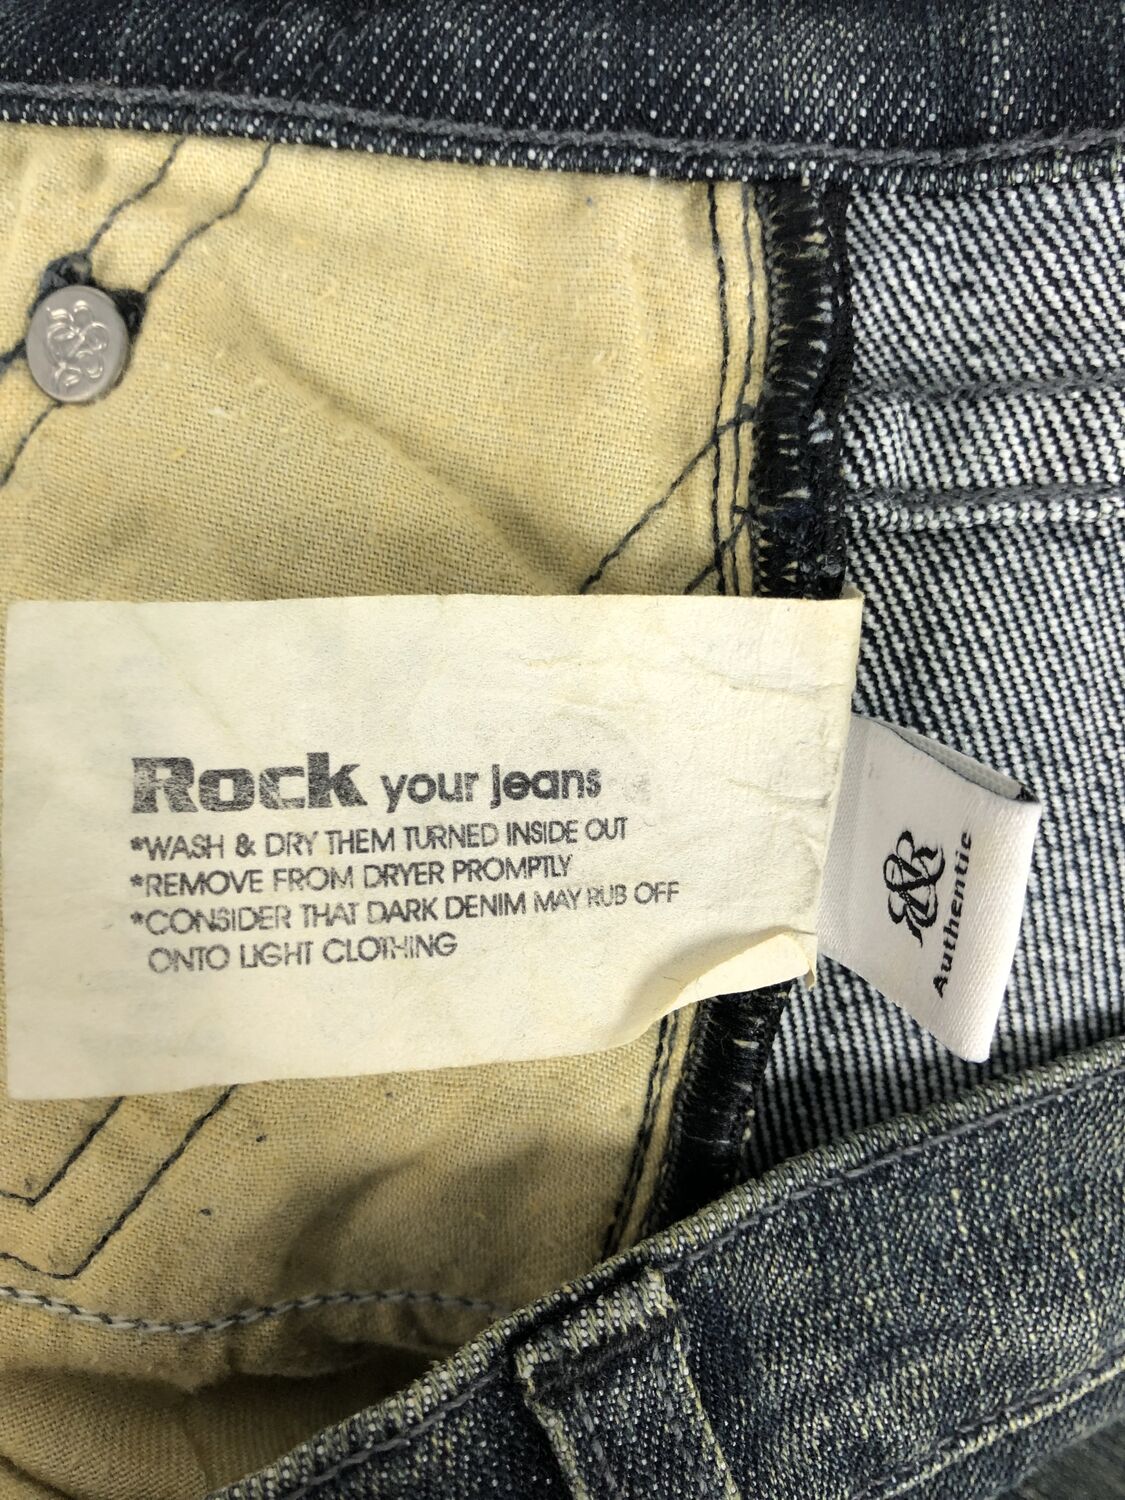 Rock your jeans
*WASH & DRY THEM TURNED INSIDE OUT
*REMOVE FROM DRYER PROMPTLY
*CONSIDER THAT DARK DENIM MAY RUB OFF
ONTO LIGHT CLOTHING
R&R
Authentic